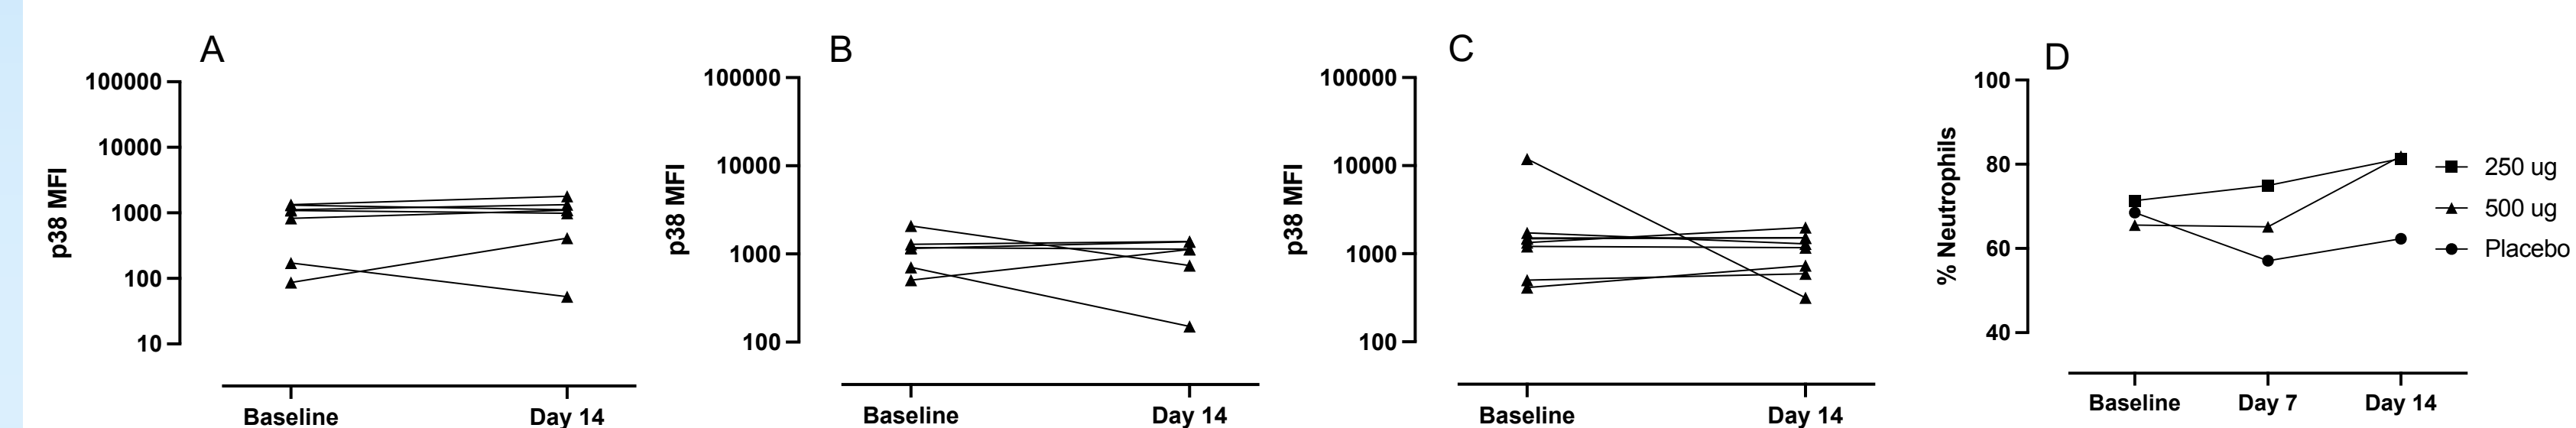 A
100000
10000
1000
100
10
p38 MFI
Baseline
Day 14
B
100000
10000
1000
100
p38 MFI
Baseline
Day 14
C
100000
10000
1000
100
p38 MFI
Baseline
Day 14
D
100
80
60
40
% Neutrophils
Baseline
Day 7
Day 14
250 ug
500 ug
Placebo